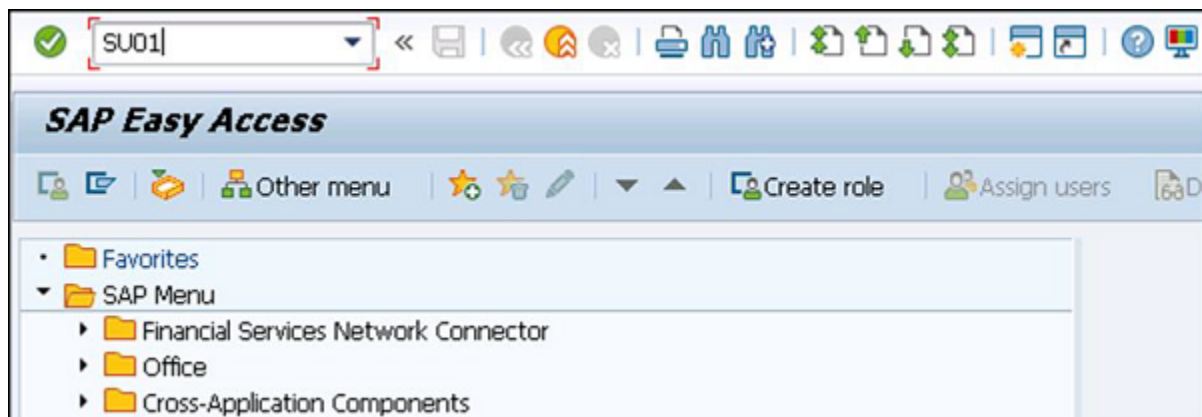 SU01
SAP Easy Access
Other menu Create role Assign users D
Favorites
SAP Menu
Financial Services Network Connector
Office
Cross-Application Components